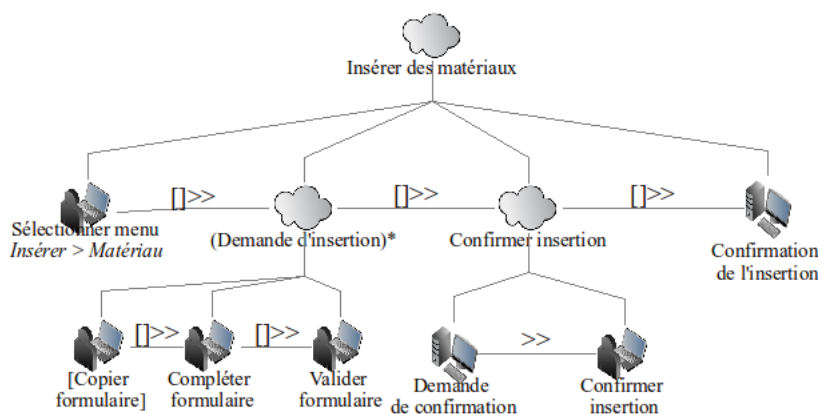 Insérer des matériaux
[]>>
[]>>
[]>>
Sélectionner menu
Insérer > Matériau
(Demande d'insertion)*
Confirmer insertion
Confirmation
de l'insertion
[]>>
[]>>
>>
[Copier
formulaire]
Compléter
formulaire
Valider
formulaire
Demande
de confirmation
Confirmer
insertion